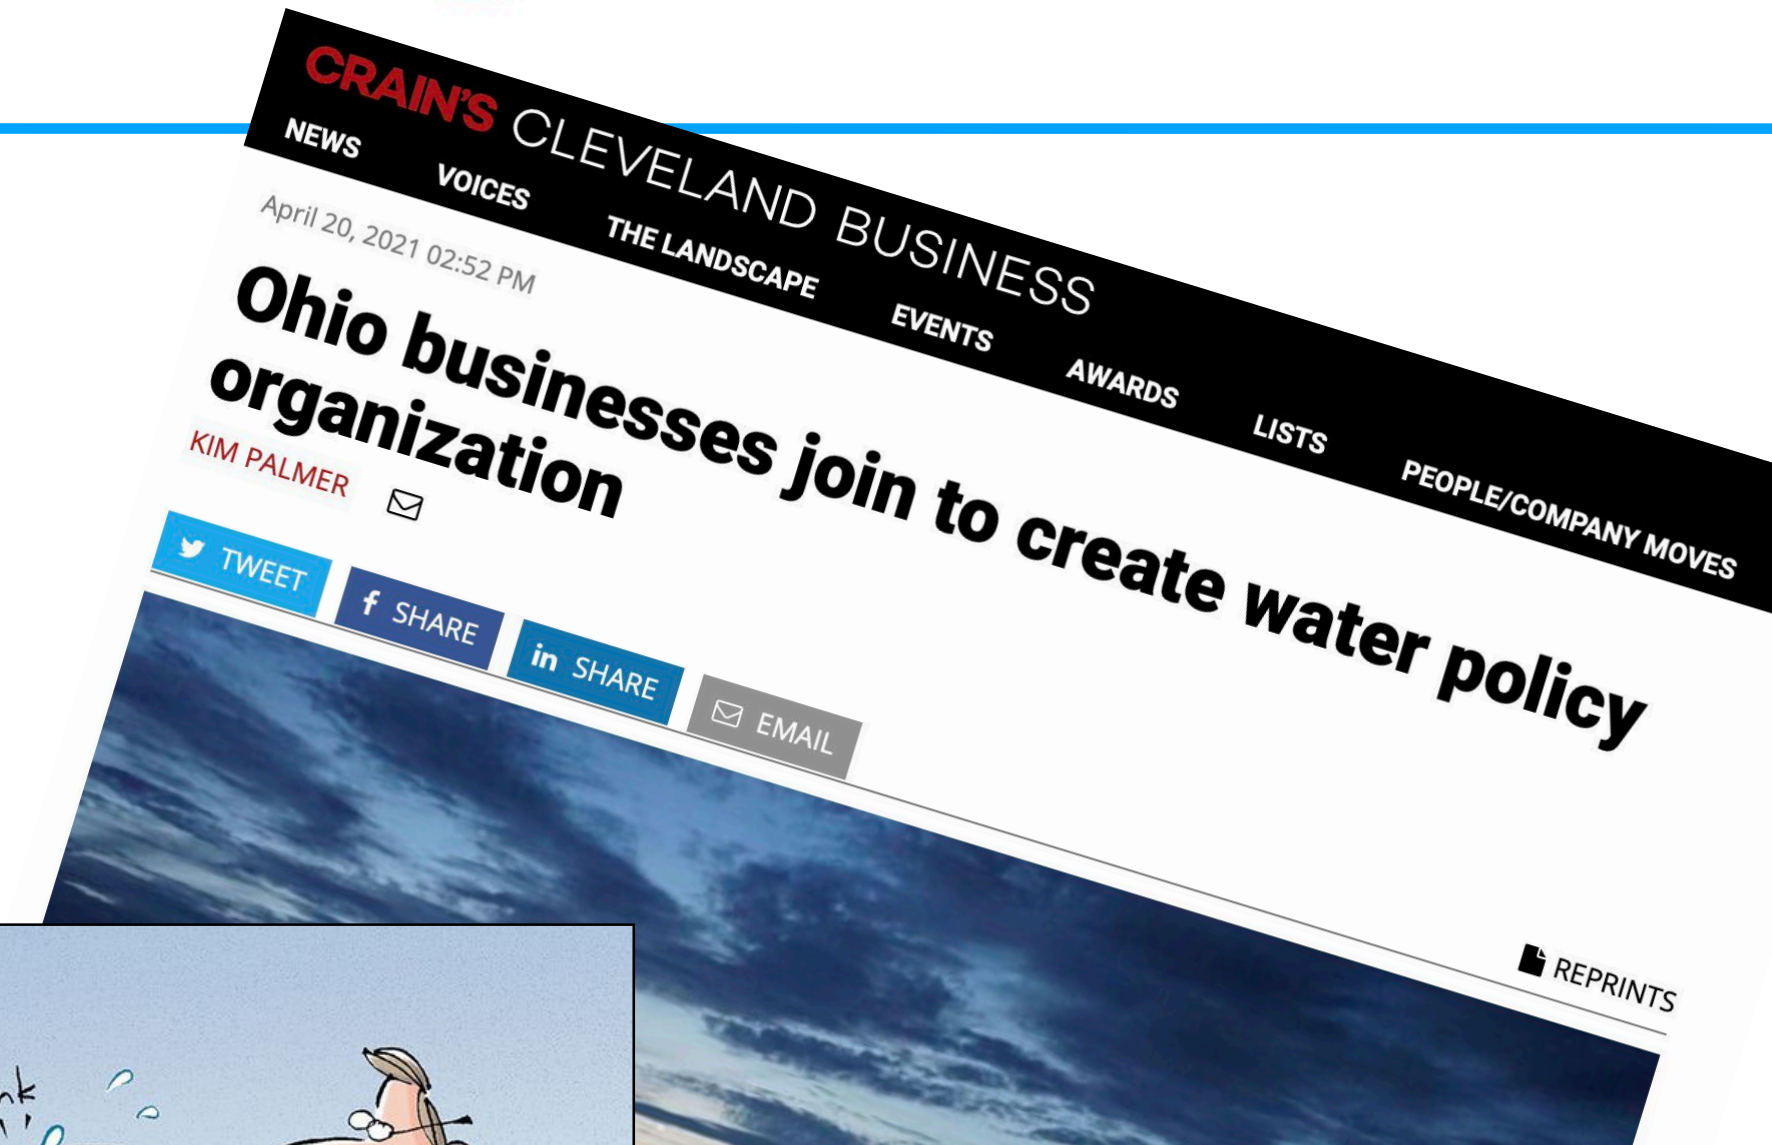 CRAIN'S CLEVELAND BUSINESS
NEWS VOICES THE LANDSCAPE EVENTS AWARDS LISTS PEOPLE/COMPANY MOVES
April 20, 2021 02:52 PM
Ohio businesses join to create water policy
organization
KIM PALMER
TWEET
f SHARE
in SHARE
EMAIL
REPRINTS